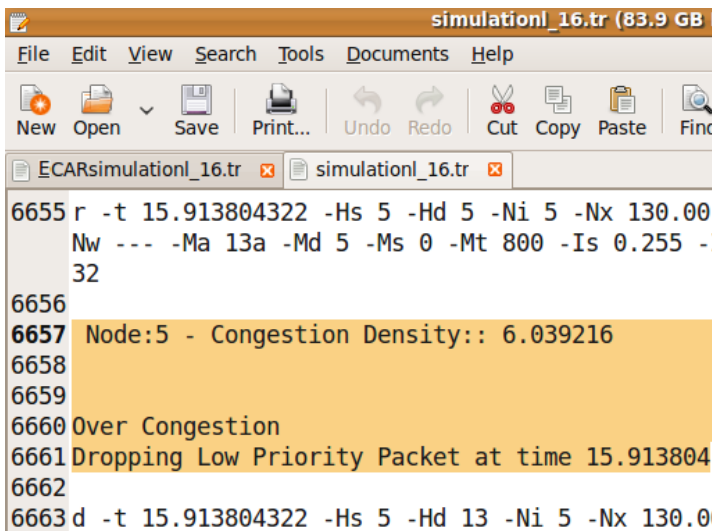 simulationl_16.tr (83.9 GB
File Edit View Search Tools Documents Help
New Open Save Print... Undo Redo Cut Copy Paste Find
ECARsimulationl_16.tr simulationl_16.tr
6655 r -t 15.913804322 -Hs 5 -Hd 5 -Ni 5 -Nx 130.00
Nw --- -Ma 13a -Md 5 -Ms 0 -Mt 800 -Is 0.255 -
32
6656
6657 Node:5 - Congestion Density:: 6.039216
6658
6659
6660 Over Congestion
6661 Dropping Low Priority Packet at time 15.913804
6662
6663 d -t 15.913804322 -Hs 5 -Hd 13 -Ni 5 -Nx 130.00